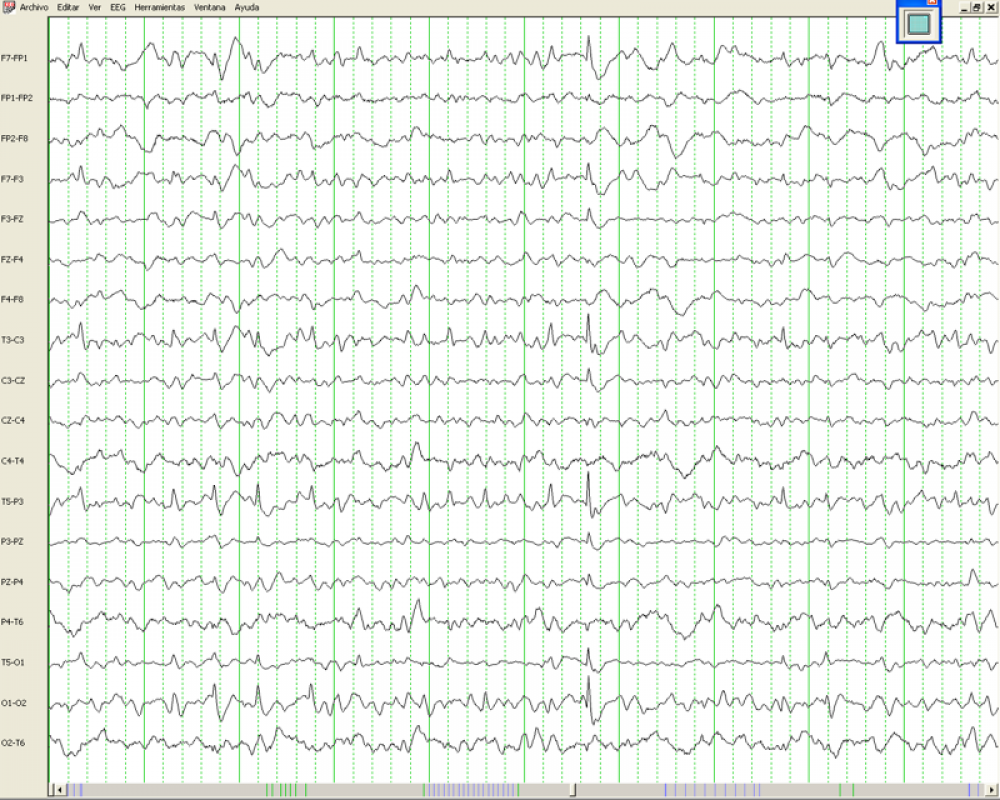 Archivo Editar Ver EEG Herramientas Ventana Ayuda
F7-FP1
FP1-FP2
FP2-F8
F7-F3
F3-FZ
FZ-F4
F4-F8
T3-C3
C3-CZ
CZ-C4
C4-T4
T5-P3
P3-PZ
PZ-P4
P4-T6
T5-O1
O1-O2
O2-T6